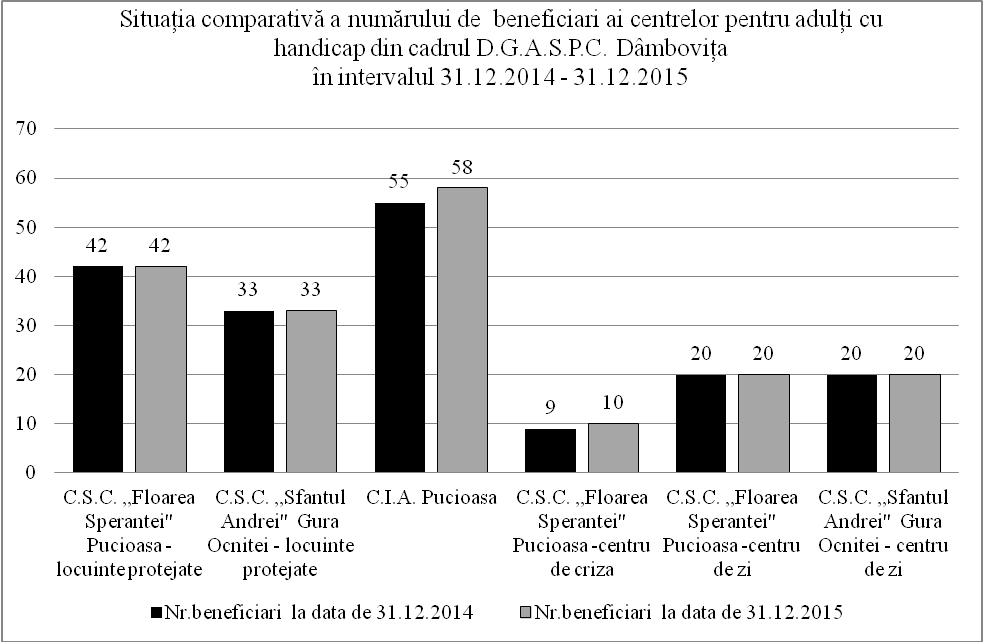 Situația comparativă a numărului de beneficiari ai centrelor pentru adulți cu
handicap din cadrul D.G.A.S.P.C. Dâmbovița
în intervalul 31.12.2014 - 31.12.2015
70
60
50
40
30
20
10
0
42 42
33 33
55 58
9 10
20 20
20 20
C.S.C. ,,Floarea
Sperantei"
Pucioasa -
locuinte protejate
C.S.C. ,,Sfantul
Andrei" Gura
Ocnitei - locuinte
protejate
C.I.A. Pucioasa
C.S.C. ,,Floarea
Sperantei"
Pucioasa -centru
de criza
C.S.C. ,,Floarea
Sperantei"
Pucioasa -centru
de zi
C.S.C. ,,Sfantul
Andrei" Gura
Ocnitei - centru
de zi
Nr.beneficiari la data de 31.12.2014
Nr.beneficiari la data de 31.12.2015